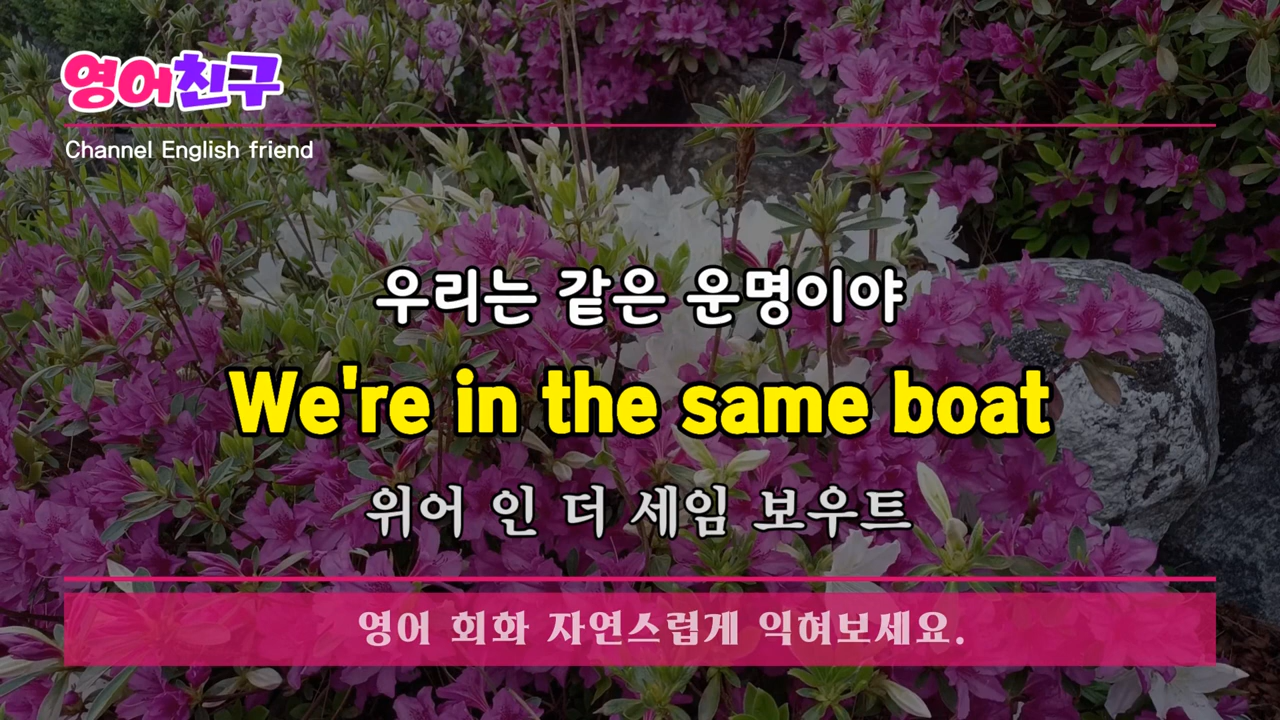 영어친구
Channel English friend
우리는 같은 운명이야
We're in the same boat
위어 인 더 세임 보우트
영어 회화 자연스럽게 익혀보세요.